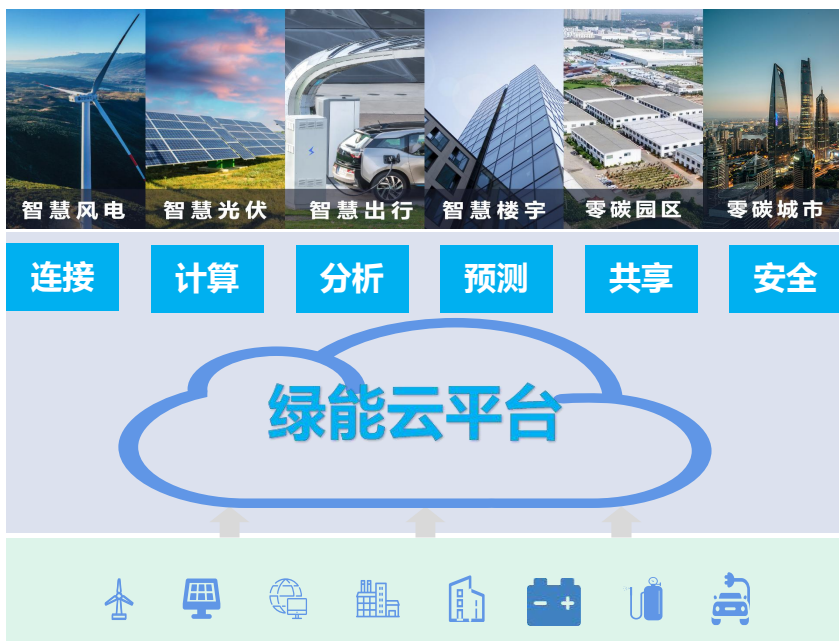 智慧风电
智慧光伏
智慧出行
智慧楼宇
零碳园区
零碳城市
连接
计算
分析
预测
共享
安全
绿能云平台